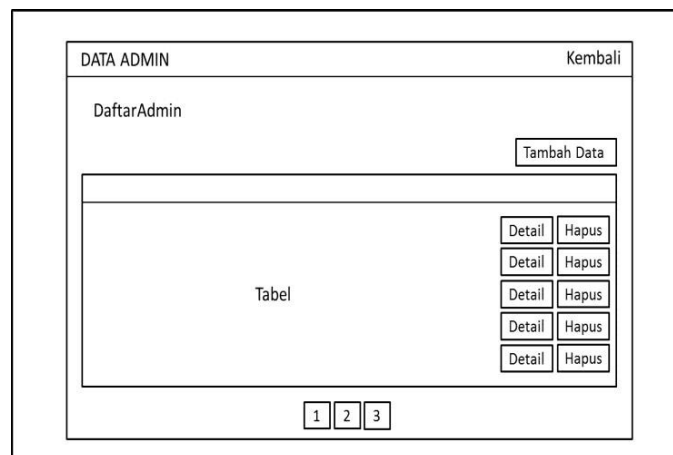 DATA ADMIN Kembali
DaftarAdmin
Tambah Data
Detail Hapus
Detail Hapus
Tabel Detail Hapus
Detail Hapus
Detail Hapus
1 2 3